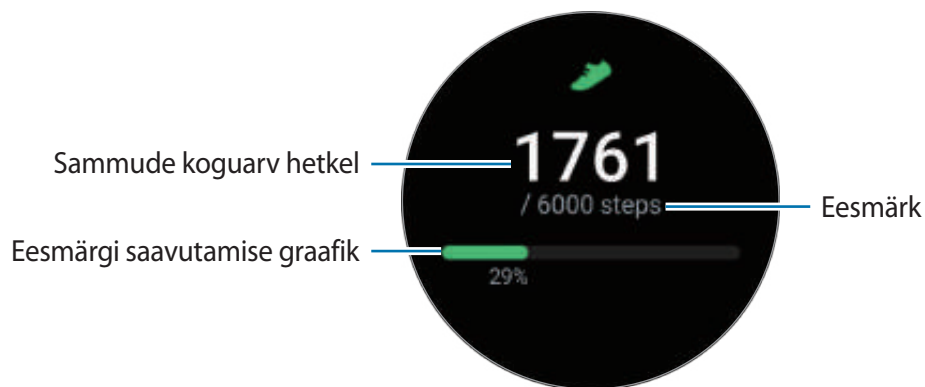 1761
Sammude koguarv hetkel
/ 6000 steps
Eesmärk
Eesmärgi saavutamise graafik
29%